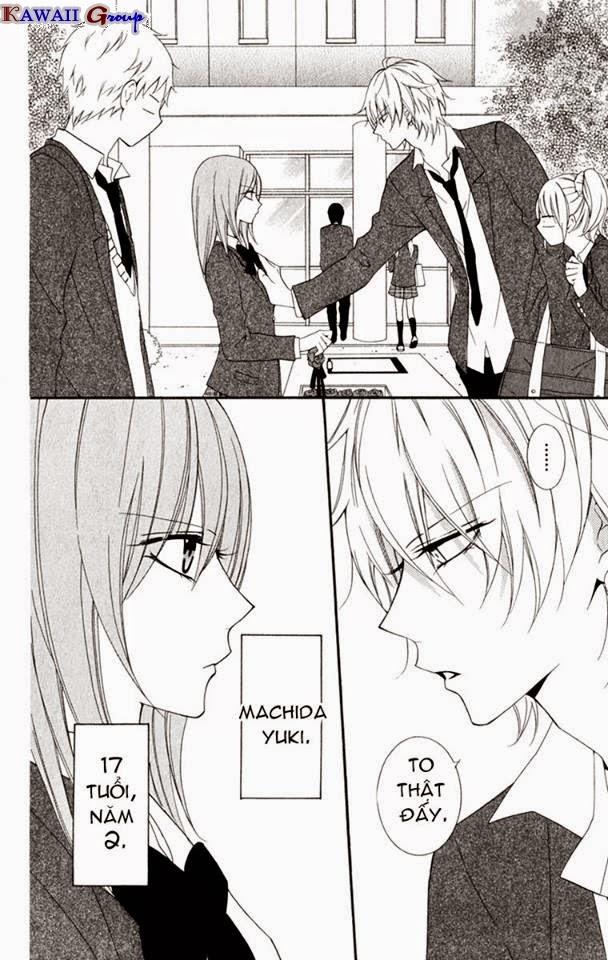 KAWAII Group
......
MACHIDA
YUKI.
17
TUỔI,
NĂM
2.
TO
THẬT
ĐẤY.